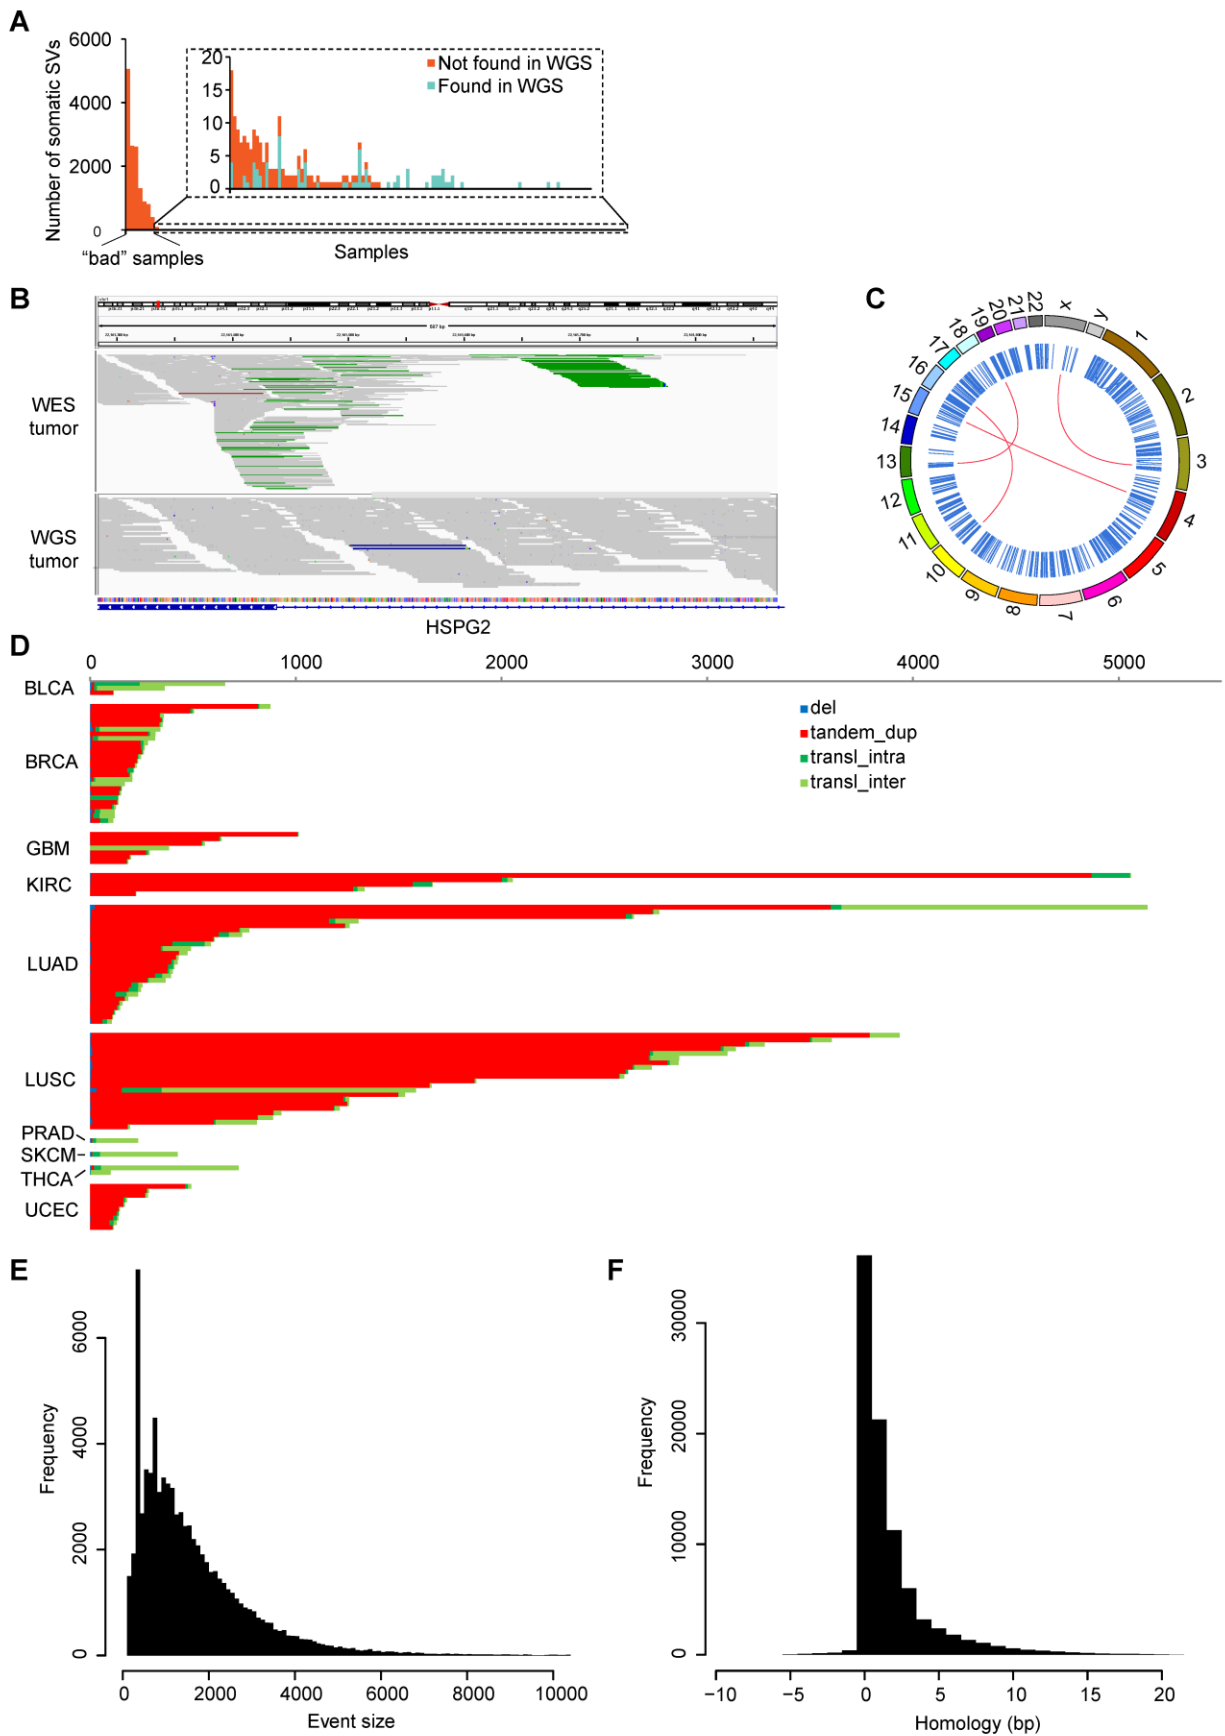 A
Number of somatic SVs
6000
4000
2000
0
20
15
10
5
0
Not found in WGS
Found in WGS
"bad" samples
Samples
B
WES
tumor
WGS
tumor
HSPG2
C
x
y
1
2
3
4
5
6
7
8
9
10
11
12
13
14
15
16
17
18
19
20
21
22
D
0
1000
2000
3000
4000
5000
BLCA
BRCA
GBM
KIRC
LUAD
LUSC
PRAD
SKCM
THCA
UCEC
del
tandem_dup
transl_intra
transl_inter
E
Frequency
0
2000
4000
6000
0
2000
4000
6000
8000
10000
Event size
F
Frequency
0
10000
20000
30000
−10
−5
0
5
10
15
20
Homology (bp)